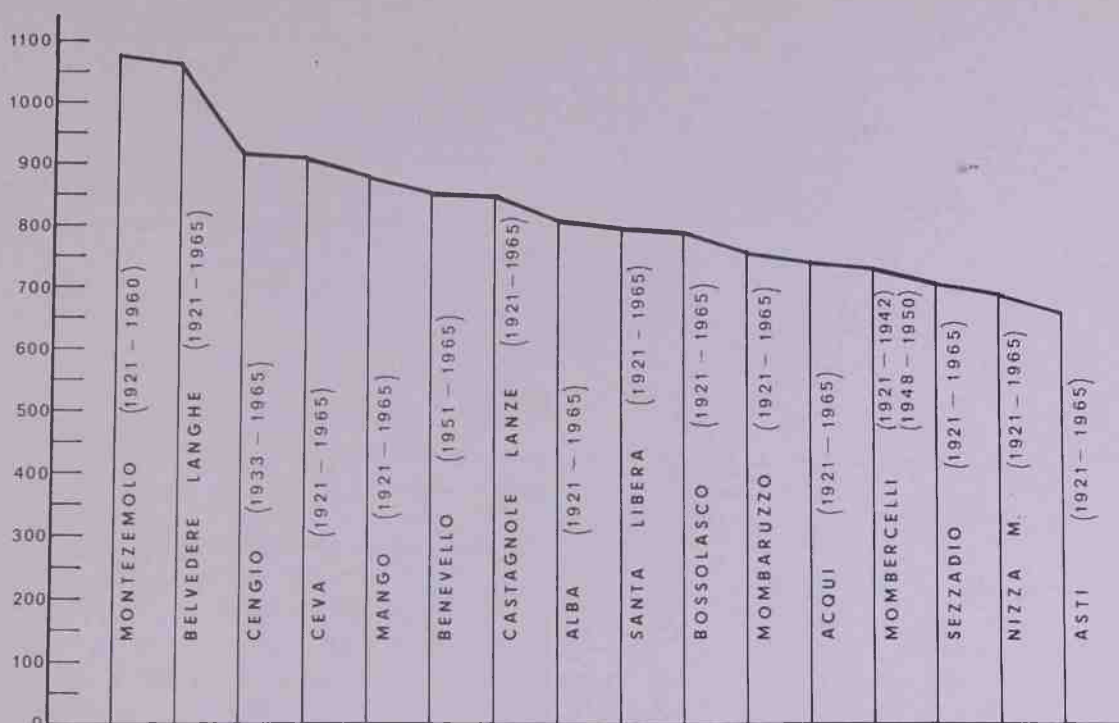 1100
1000
900
800
700
600
500
400
300
200
100
0
MONTEZEMOLO (1921 – 1960)
BELVEDERE LANGHE (1921 – 1965)
CENGIO (1933 – 1965)
CEVA (1921 – 1965)
MANGO (1921 – 1965)
BENEVELLO (1951 – 1965)
CASTAGNOLE LANZE (1921 – 1965)
ALBA (1921 – 1965)
SANTA LIBERA (1921 – 1965)
BOSSOLASCO (1921 – 1965)
MOMBARUZZO (1921 – 1965)
ACQUI (1921 – 1965)
MOMBERCELLI (1921 – 1942)
(1948 – 1950)
SEZZADIO (1921 – 1965)
NIZZA M. (1921 – 1965)
ASTI (1921 – 1965)